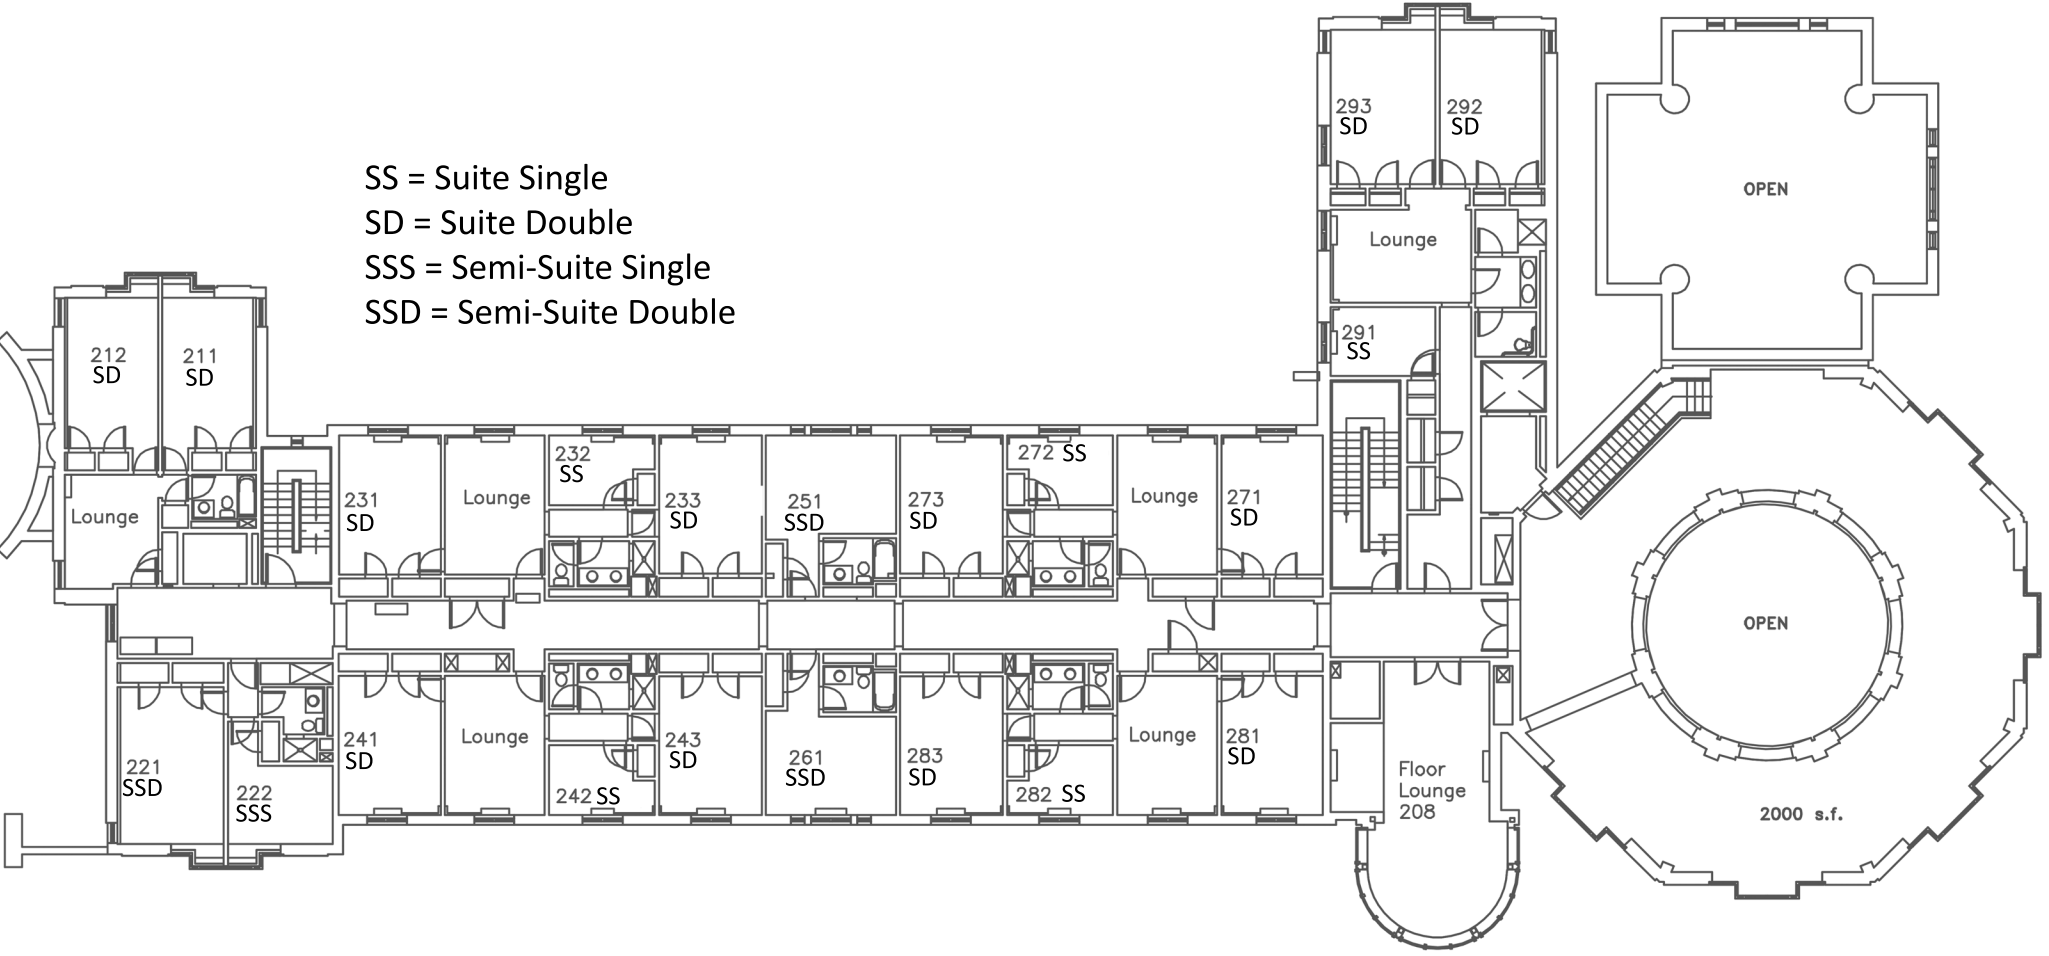 SS = Suite Single
SD = Suite Double
SSS = Semi-Suite Single
SSD = Semi-Suite Double
293
SD
292
SD
OPEN
Lounge
291
SS
212
SD
211
SD
Lounge
231
SD
Lounge
232
SS
233
SD
251
SSD
273
SD
272 SS
Lounge
271
SD
221
SSD
222
SSS
241
SD
Lounge
242 SS
243
SD
261
SSD
283
SD
282 SS
Lounge
281
SD
Floor
Lounge
208
OPEN
2000 s.f.